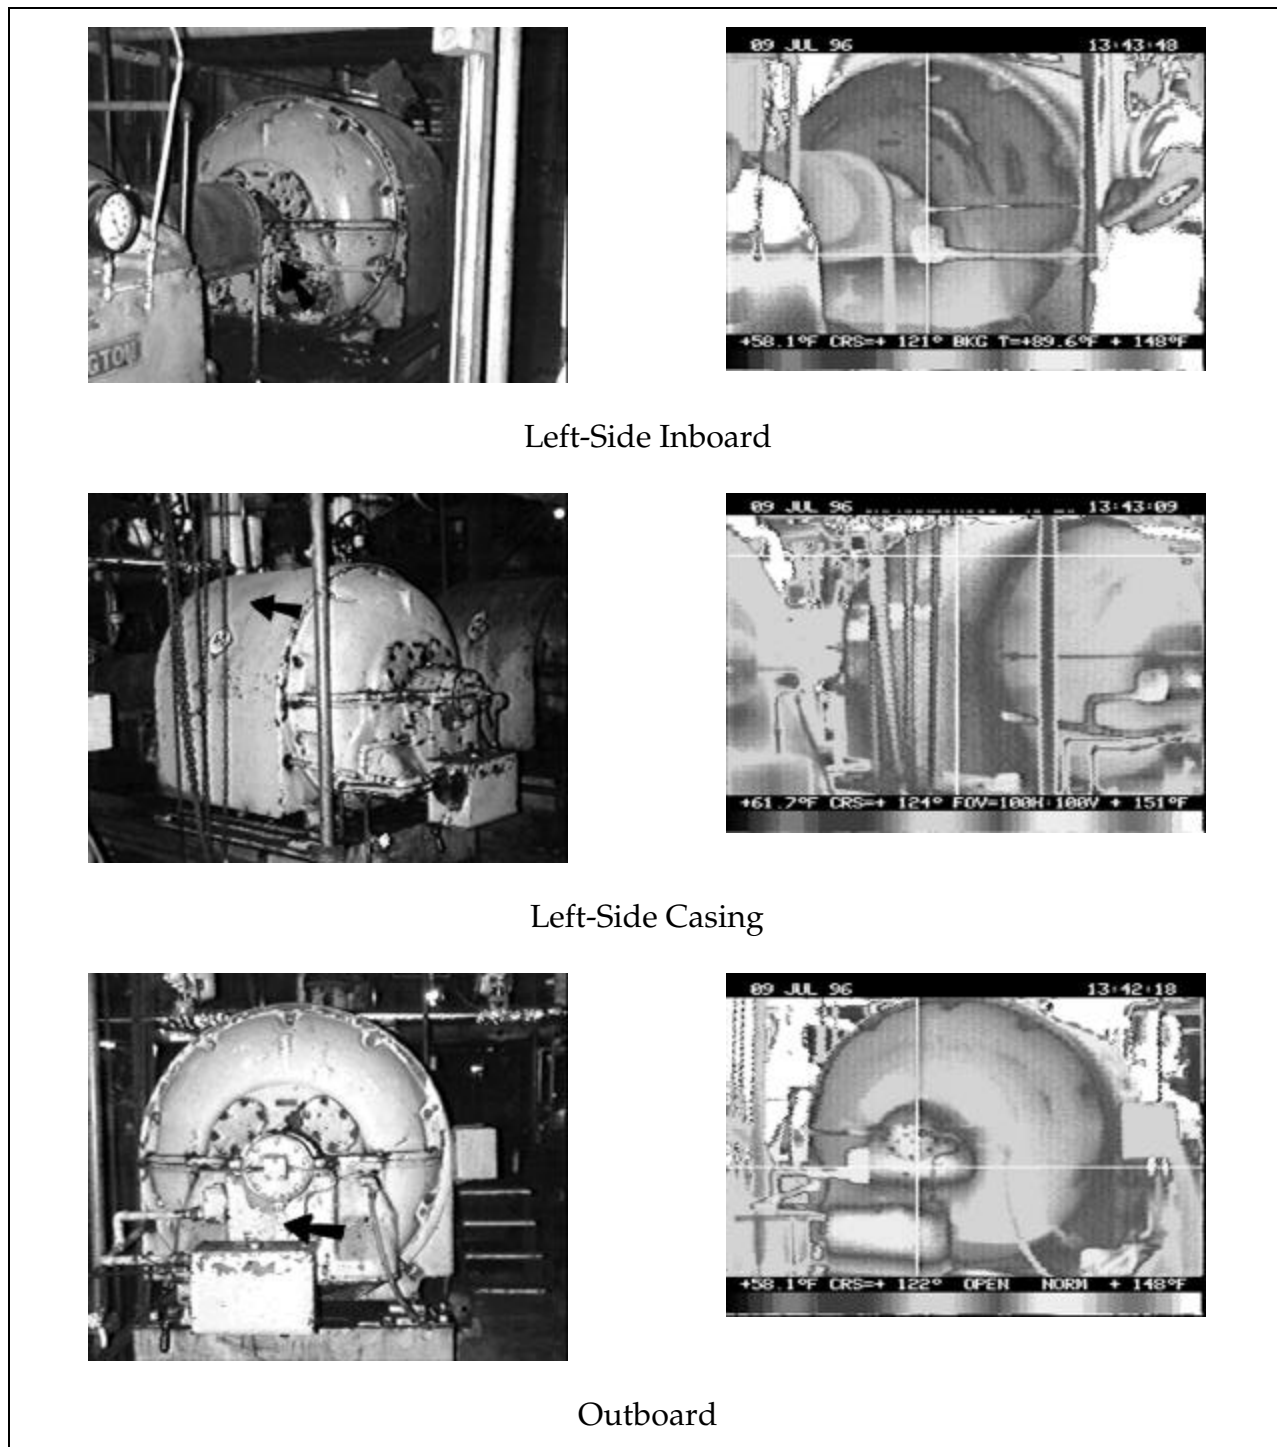 09 JUL 96 13:43:48
GTON
+58.1°F CRS=+ 121° BKG T=+89.6°F + 148°F
Left-Side Inboard
09 JUL 96 13:43:09
+61.7°F CRS=+ 124° FOV=100H:100V + 151°F
Left-Side Casing
09 JUL 96 13:42:18
+58.1°F CRS=+ 122° OPEN NORM + 148°F
Outboard